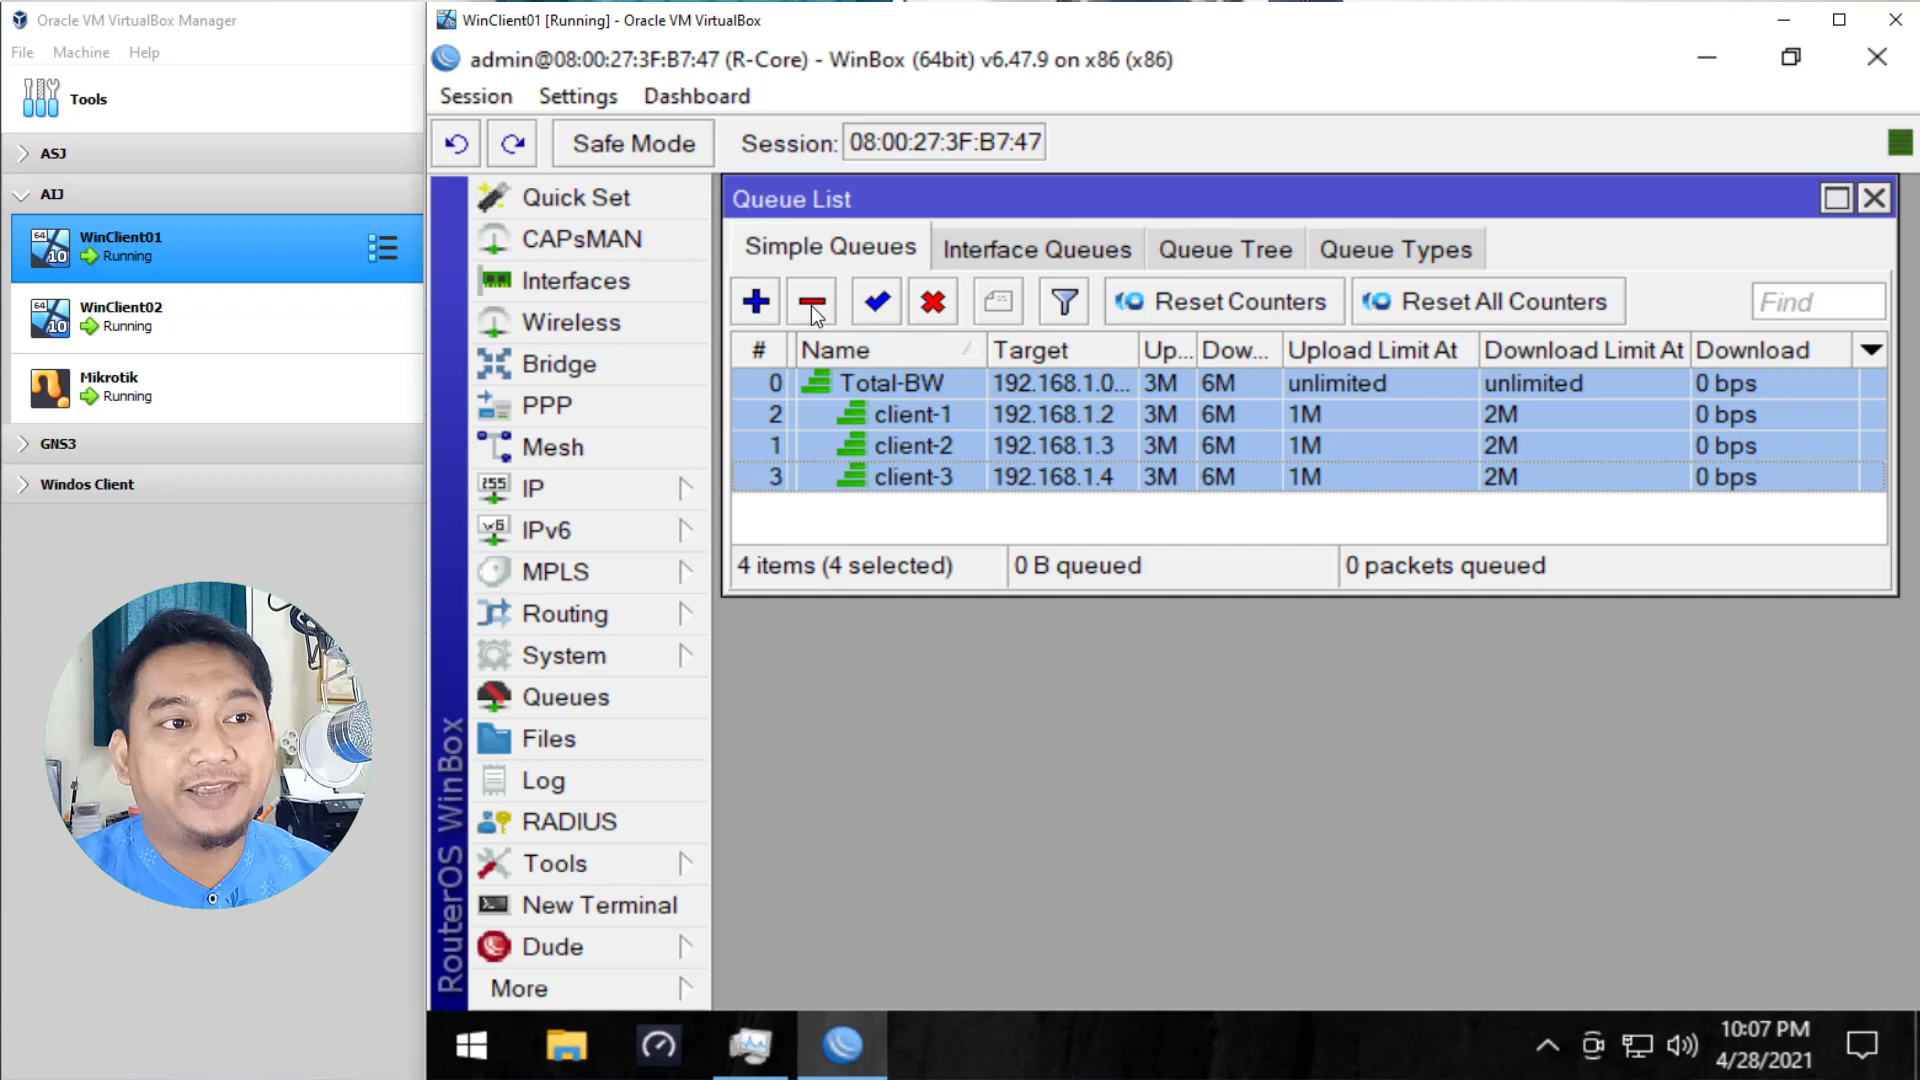 Oracle VM VirtualBox Manager
File Machine Help
Tools
ASJ
AIJ
64
10
WinClient01
Running
64
10
WinClient02
Running
Mikrotik
Running
GNS3
Windos Client
WinClient01 [Running] - Oracle VM VirtualBox
admin@08:00:27:3F:B7:47 (R-Core) - WinBox (64bit) v6.47.9 on x86 (x86)
Session Settings Dashboard
Safe Mode Session: 08:00:27:3F:B7:47
RouterOS WinBox
Quick Set
CAPsMAN
Interfaces
Wireless
Bridge
PPP
Mesh
255 IP
v6 IPv6
MPLS
Routing
System
Queues
Files
Log
RADIUS
Tools
New Terminal
Dude
More
Queue List
Simple Queues Interface Queues Queue Tree Queue Types
Reset Counters Reset All Counters Find
# Name Target Up... Dow... Upload Limit At Download Limit At Download
0 Total-BW 192.168.1.0... 3M 6M unlimited unlimited 0 bps
2 client-1 192.168.1.2 3M 6M 1M 2M 0 bps
1 client-2 192.168.1.3 3M 6M 1M 2M 0 bps
3 client-3 192.168.1.4 3M 6M 1M 2M 0 bps
4 items (4 selected) 0 B queued 0 packets queued
10:07 PM
4/28/2021